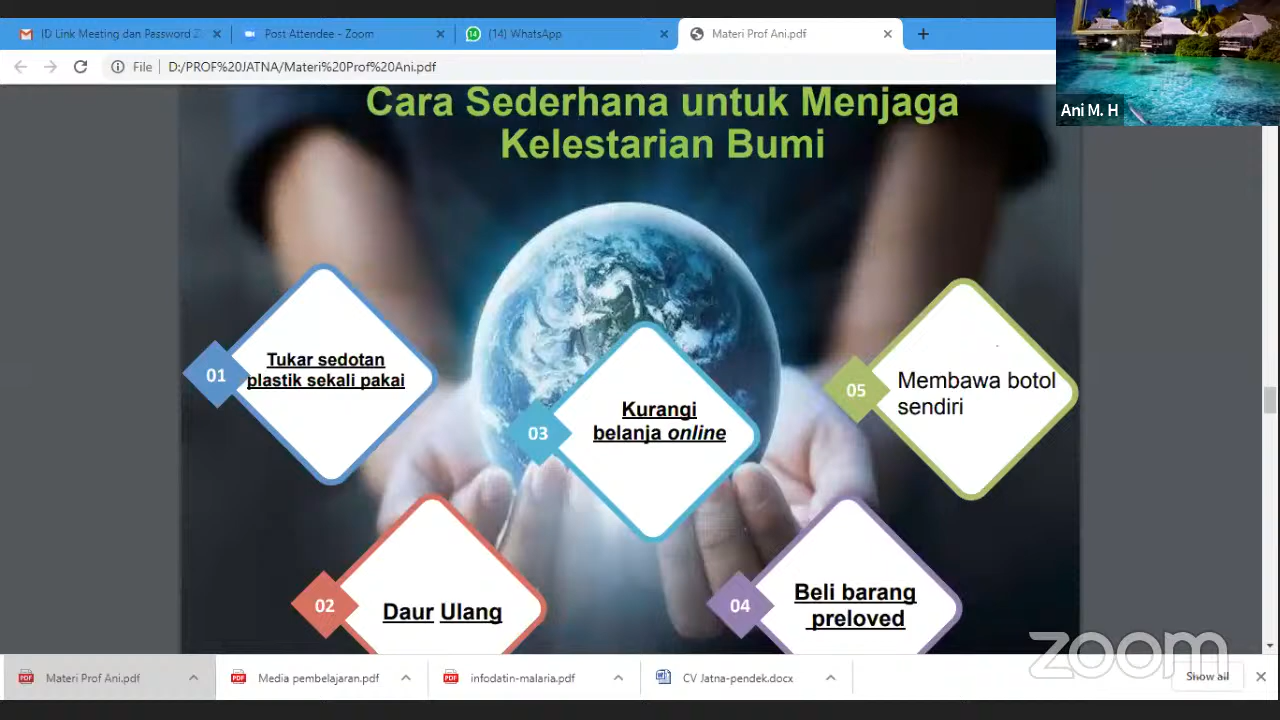 ID Link Meeting dan Password Z
Post Attendee - Zoom
(14) WhatsApp
Materi Prof Ani.pdf
File
D:/PROF%20JATNA/Materi%20Prof%20Ani.pdf
Ani M. H
Cara Sederhana untuk Menjaga
Kelestarian Bumi
01
Tukar sedotan
plastik sekali pakai
02
Daur Ulang
03
Kurangi
belanja online
04
Beli barang
preloved
05
Membawa botol
sendiri
zoom
Materi Prof Ani.pdf
Media pembelajaran.pdf
infodatin-malaria.pdf
CV Jatna-pendek.docx
Show all